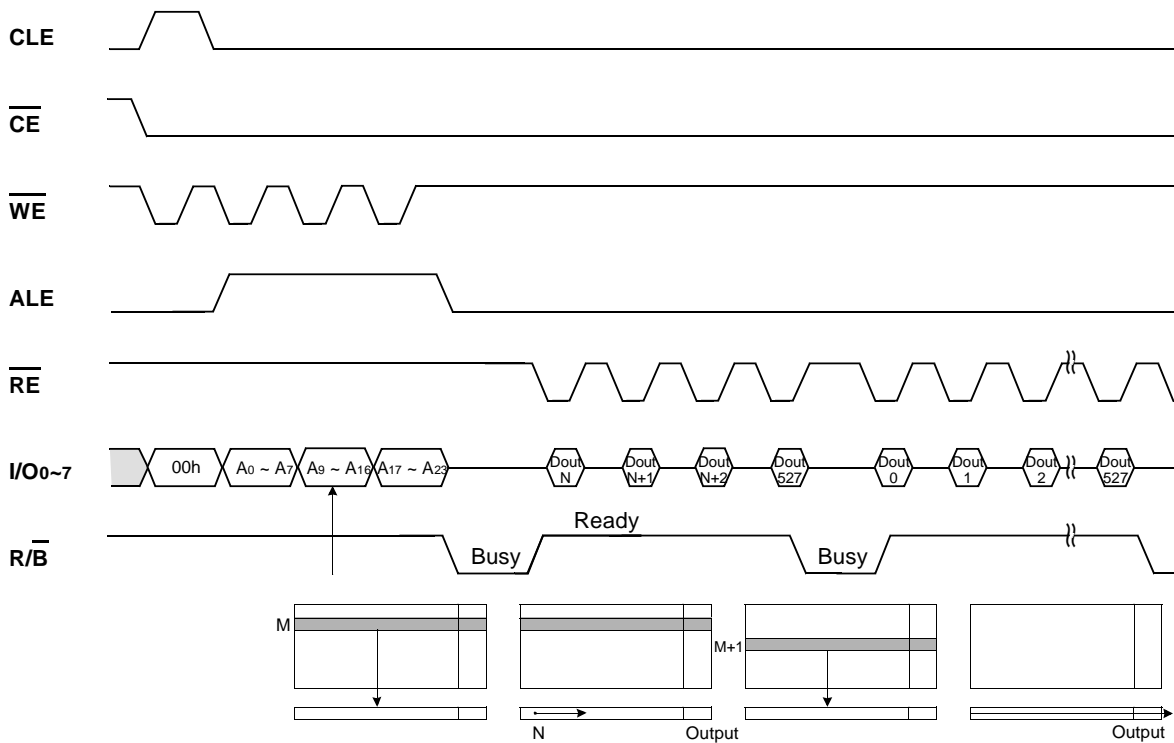 CLE
CE
WE
ALE
RE
I/O0~7 00h A0 ~ A7 A9 ~ A16 A17 ~ A23 Dout N Dout N+1 Dout N+2 Dout 527 Dout 0 Dout 1 Dout 2 Dout 527
Ready
R/B Busy Busy
M
M+1
N Output Output